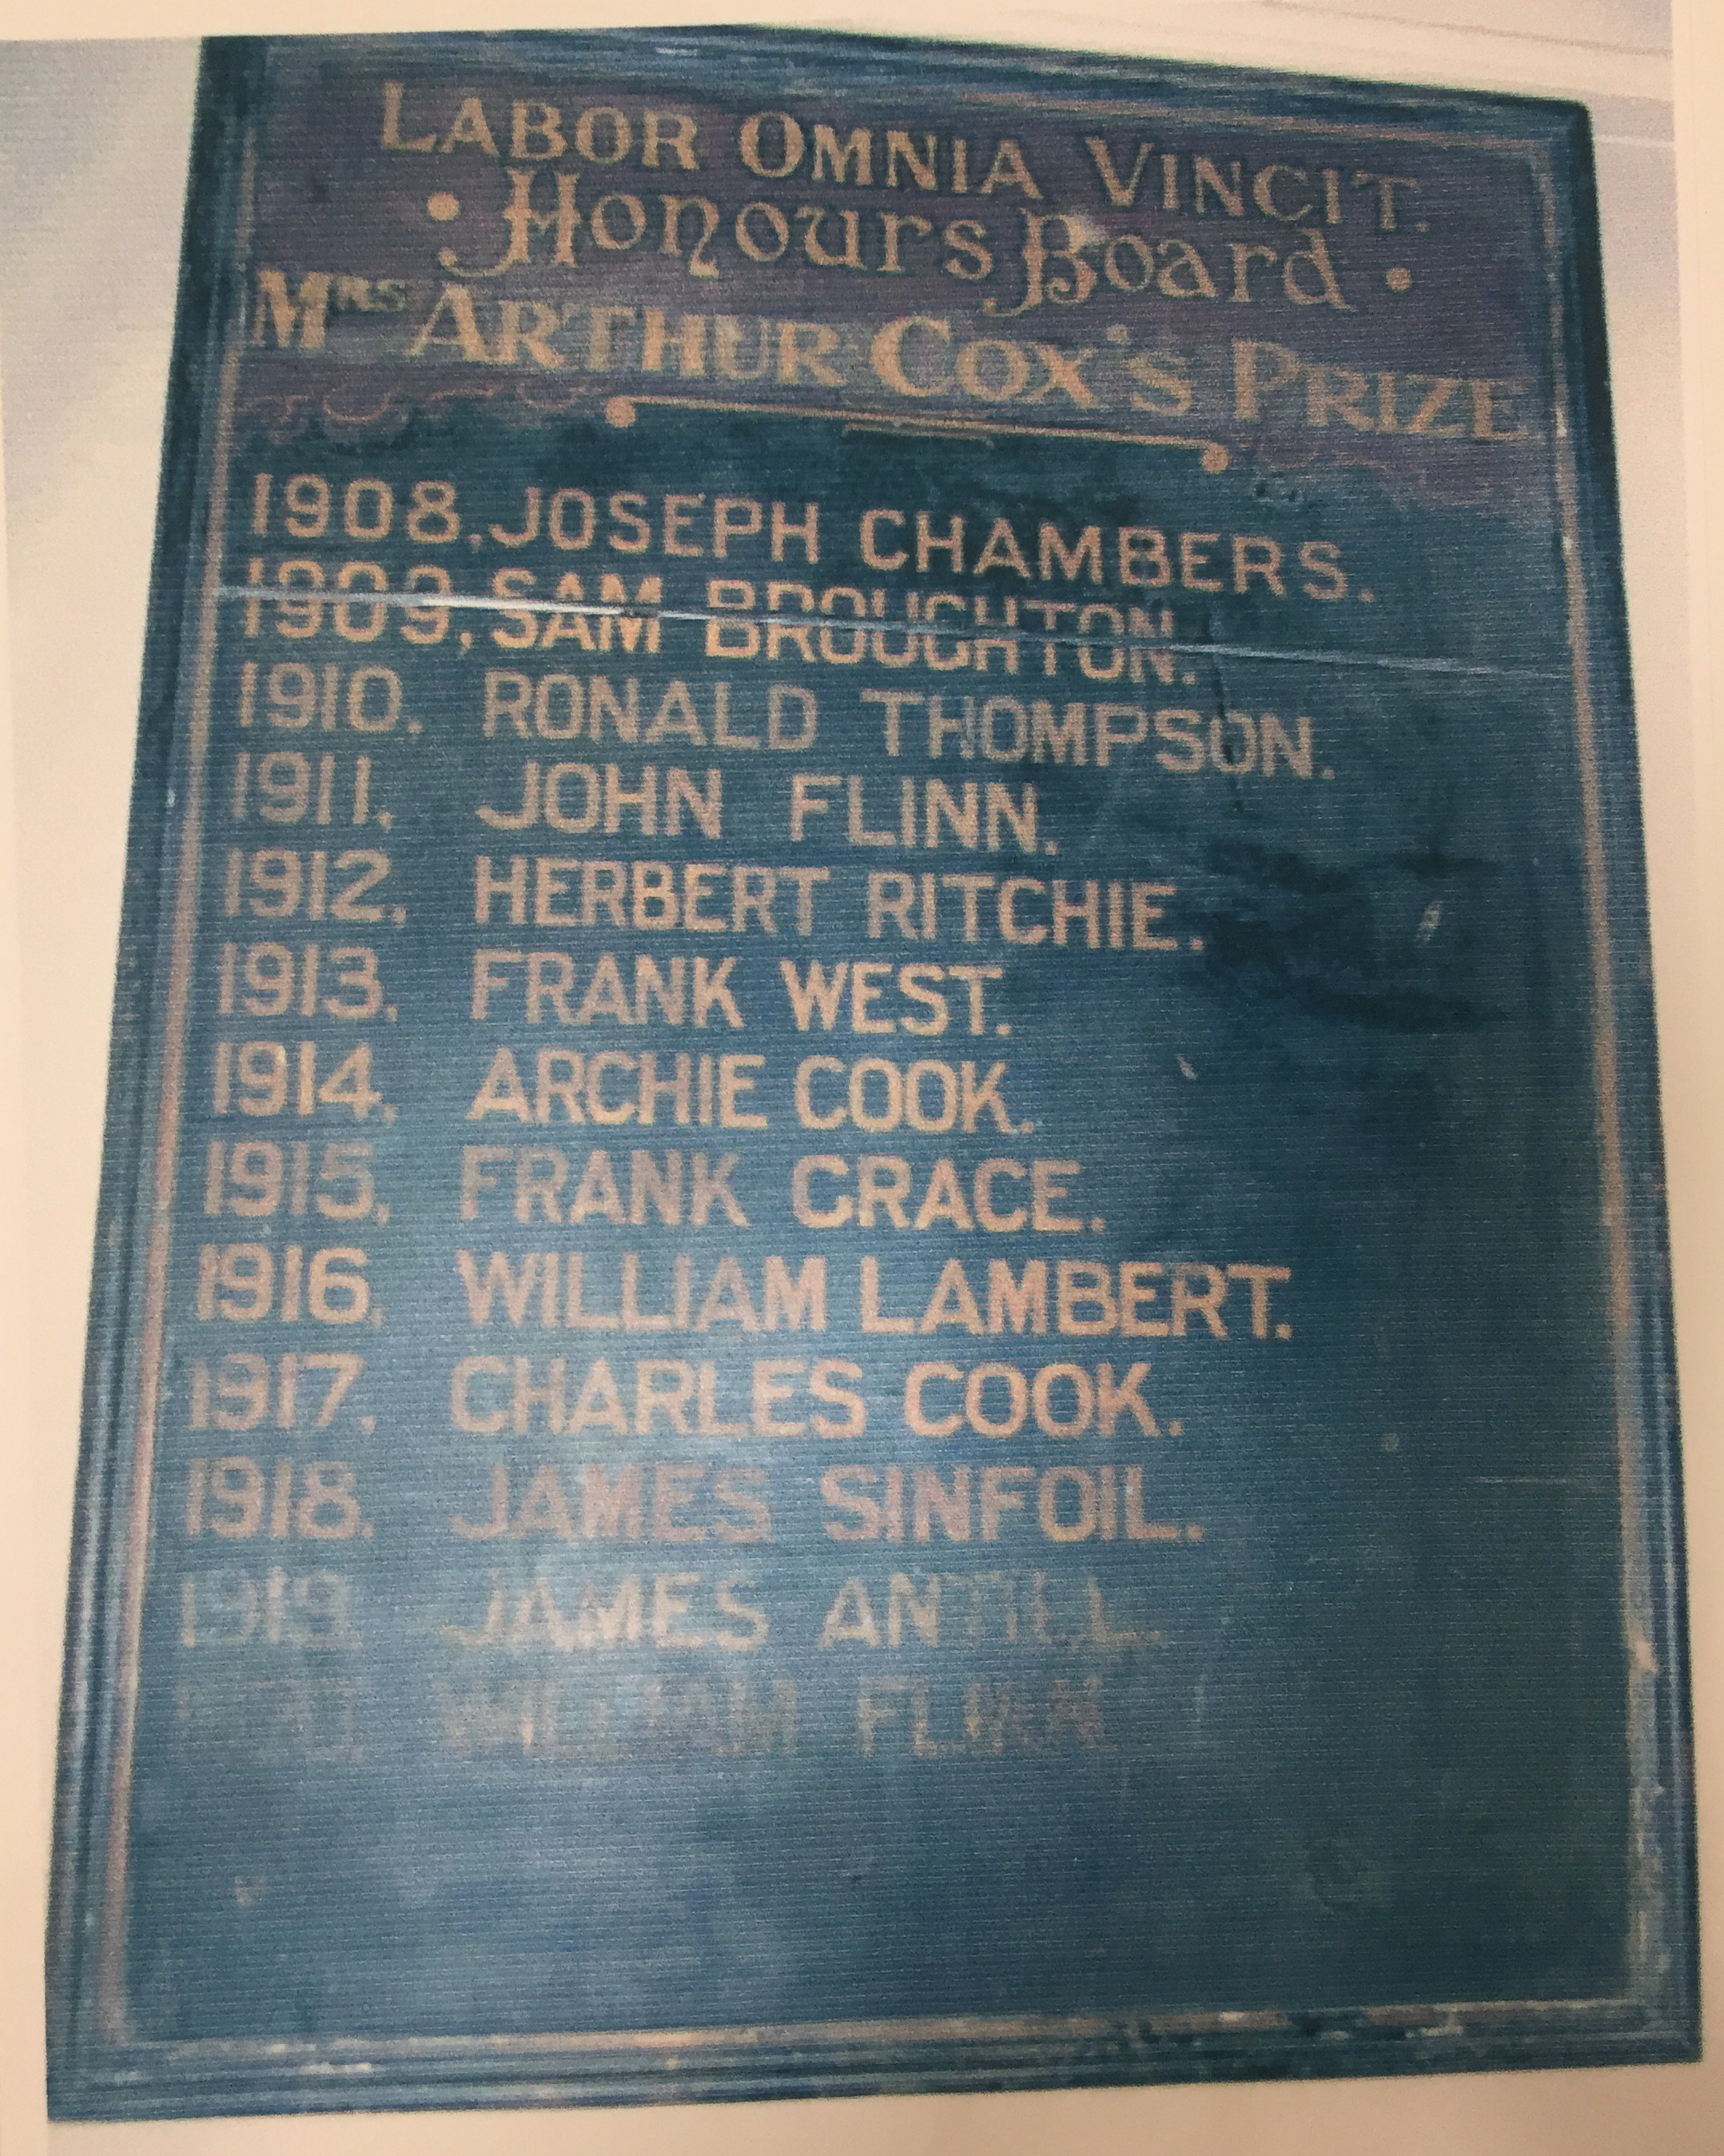 LABOR OMNIA VINCIT.
• Honours Board •
MRS ARTHUR COX'S PRIZE
1908. JOSEPH CHAMBERS.
1909. SAM BROUGHTON.
1910. RONALD THOMPSON.
1911. JOHN FLINN.
1912. HERBERT RITCHIE.
1913. FRANK WEST.
1914. ARCHIE COOK.
1915. FRANK GRACE.
1916. WILLIAM LAMBERT.
1917. CHARLES COOK.
1918. JAMES SINFOIL.
1919. JAMES ANTILL.
WILLIAM